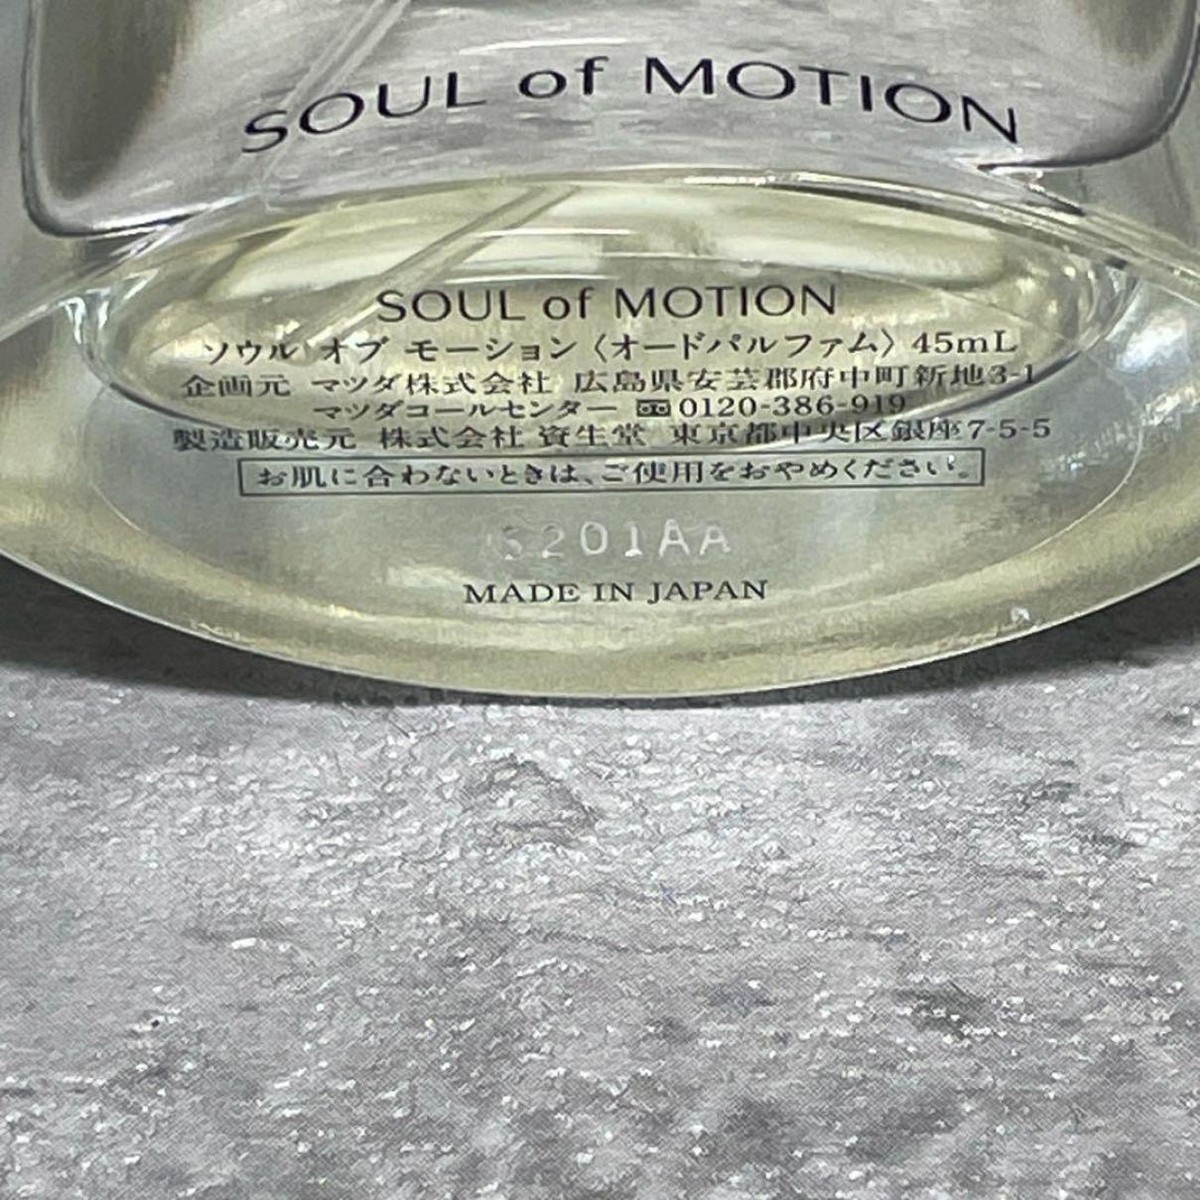 SOUL of MOTION
SOUL of MOTION
ソウル オブ モーション〈オードパルファム〉45mL
企画元 マツダ株式会社 広島県安芸郡府中町新地3-1
マツダコールセンター 0120-386-919
製造販売元 株式会社 資生堂 東京都中央区銀座7-5-5
お肌に合わないときは、ご使用をおやめください。
MADE IN JAPAN